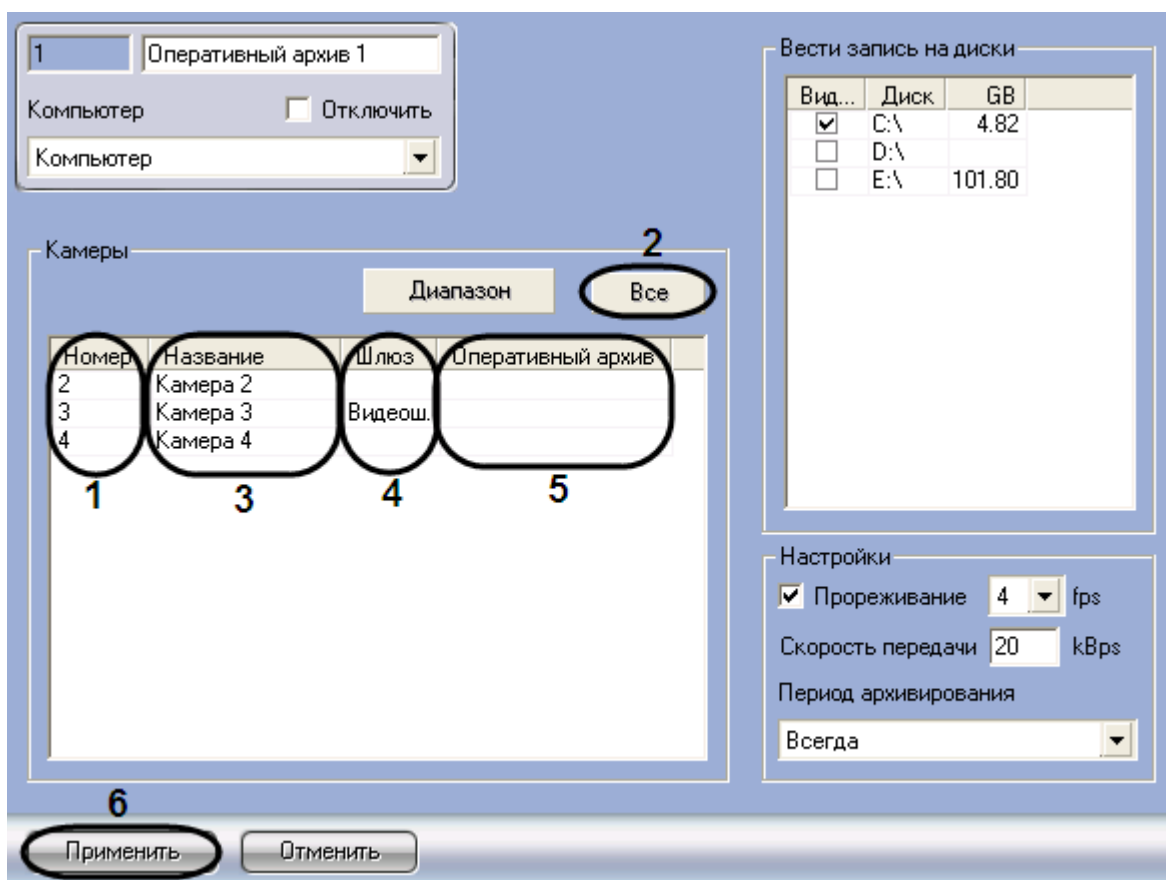 1 Оперативный архив 1
Компьютер Отключить
Компьютер
Камеры
2
Диапазон Все
Номер Название Шлюз Оперативный архив
2 Камера 2
3 Камера 3 Видеош.
4 Камера 4
1 3 4 5
Вести запись на диски
Вид... Диск GB
C:\ 4.82
D:\
E:\ 101.80
Настройки
Прореживание 4 fps
Скорость передачи 20 kBps
Период архивирования
Всегда
6
Применить Отменить